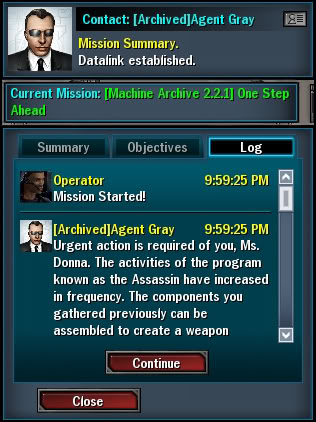 Contact: [Archived]Agent Gray
Mission Summary.
Datalink established.
Current Mission: [Machine Archive 2.2.1] One Step
Ahead
Summary
Objectives
Log
Operator 9:59:25 PM
Mission Started!
[Archived]Agent Gray 9:59:25 PM
Urgent action is required of you, Ms.
Donna. The activities of the program
known as the Assassin have increased
in frequency. The components you
gathered previously can be
assembled to create a weapon
Continue
Close